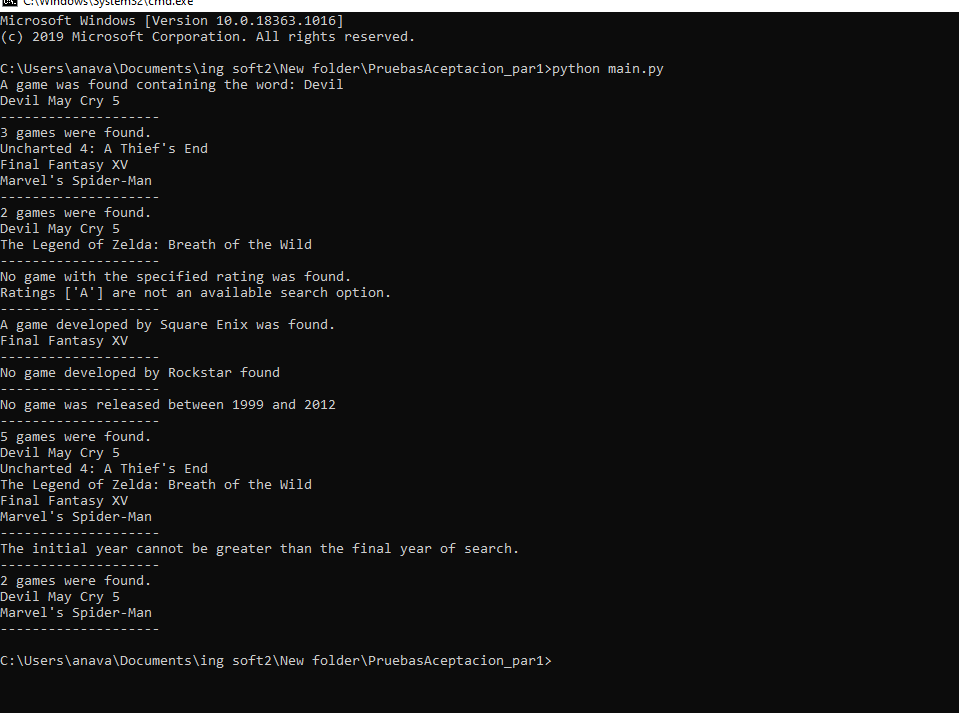 C:\Windows\System32\cmd.exe
Microsoft Windows [Version 10.0.18363.1016]
(c) 2019 Microsoft Corporation. All rights reserved.
C:\Users\anava\Documents\ing soft2\New folder\PruebasAceptacion_par1>python main.py
A game was found containing the word: Devil
Devil May Cry 5
--------------------
3 games were found.
Uncharted 4: A Thief's End
Final Fantasy XV
Marvel's Spider-Man
--------------------
2 games were found.
Devil May Cry 5
The Legend of Zelda: Breath of the Wild
--------------------
No game with the specified rating was found.
Ratings ['A'] are not an available search option.
--------------------
A game developed by Square Enix was found.
Final Fantasy XV
--------------------
No game developed by Rockstar found
--------------------
No game was released between 1999 and 2012
--------------------
5 games were found.
Devil May Cry 5
Uncharted 4: A Thief's End
The Legend of Zelda: Breath of the Wild
Final Fantasy XV
Marvel's Spider-Man
--------------------
The initial year cannot be greater than the final year of search.
--------------------
2 games were found.
Devil May Cry 5
Marvel's Spider-Man
--------------------
C:\Users\anava\Documents\ing soft2\New folder\PruebasAceptacion_par1>